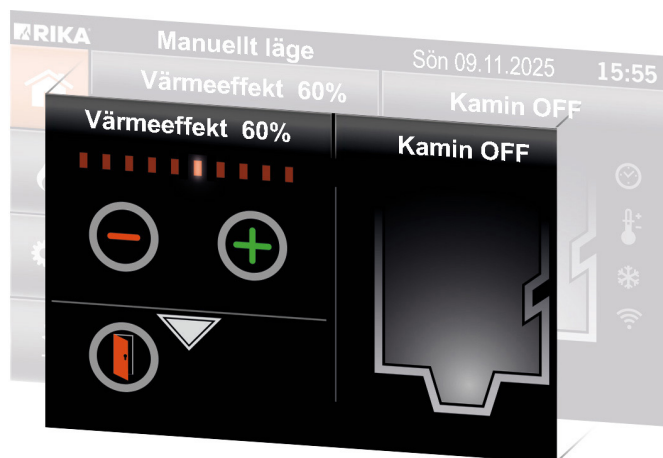 RIKA
Manuellt läge
Sön 09.11.2025
15:55
Värmeeffekt 60%
Kamin OFF
Värmeeffekt 60%
Kamin OFF